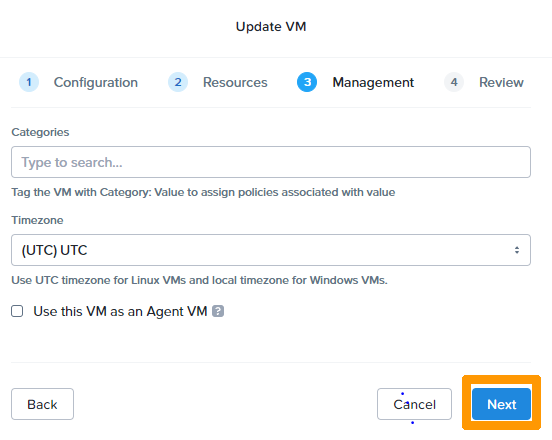 Update VM
1 Configuration 2 Resources 3 Management 4 Review
Categories
Type to search...
Tag the VM with Category: Value to assign policies associated with value
Timezone
(UTC) UTC
Use UTC timezone for Linux VMs and local timezone for Windows VMs.
Use this VM as an Agent VM ?
Back Cancel Next